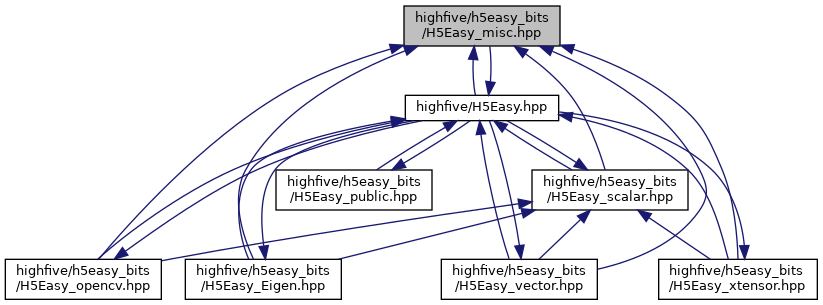 highfive/h5easy_bits
/H5Easy_misc.hpp
highfive/H5Easy.hpp
highfive/h5easy_bits
/H5Easy_public.hpp
highfive/h5easy_bits
/H5Easy_scalar.hpp
highfive/h5easy_bits
/H5Easy_opencv.hpp
highfive/h5easy_bits
/H5Easy_Eigen.hpp
highfive/h5easy_bits
/H5Easy_vector.hpp
highfive/h5easy_bits
/H5Easy_xtensor.hpp